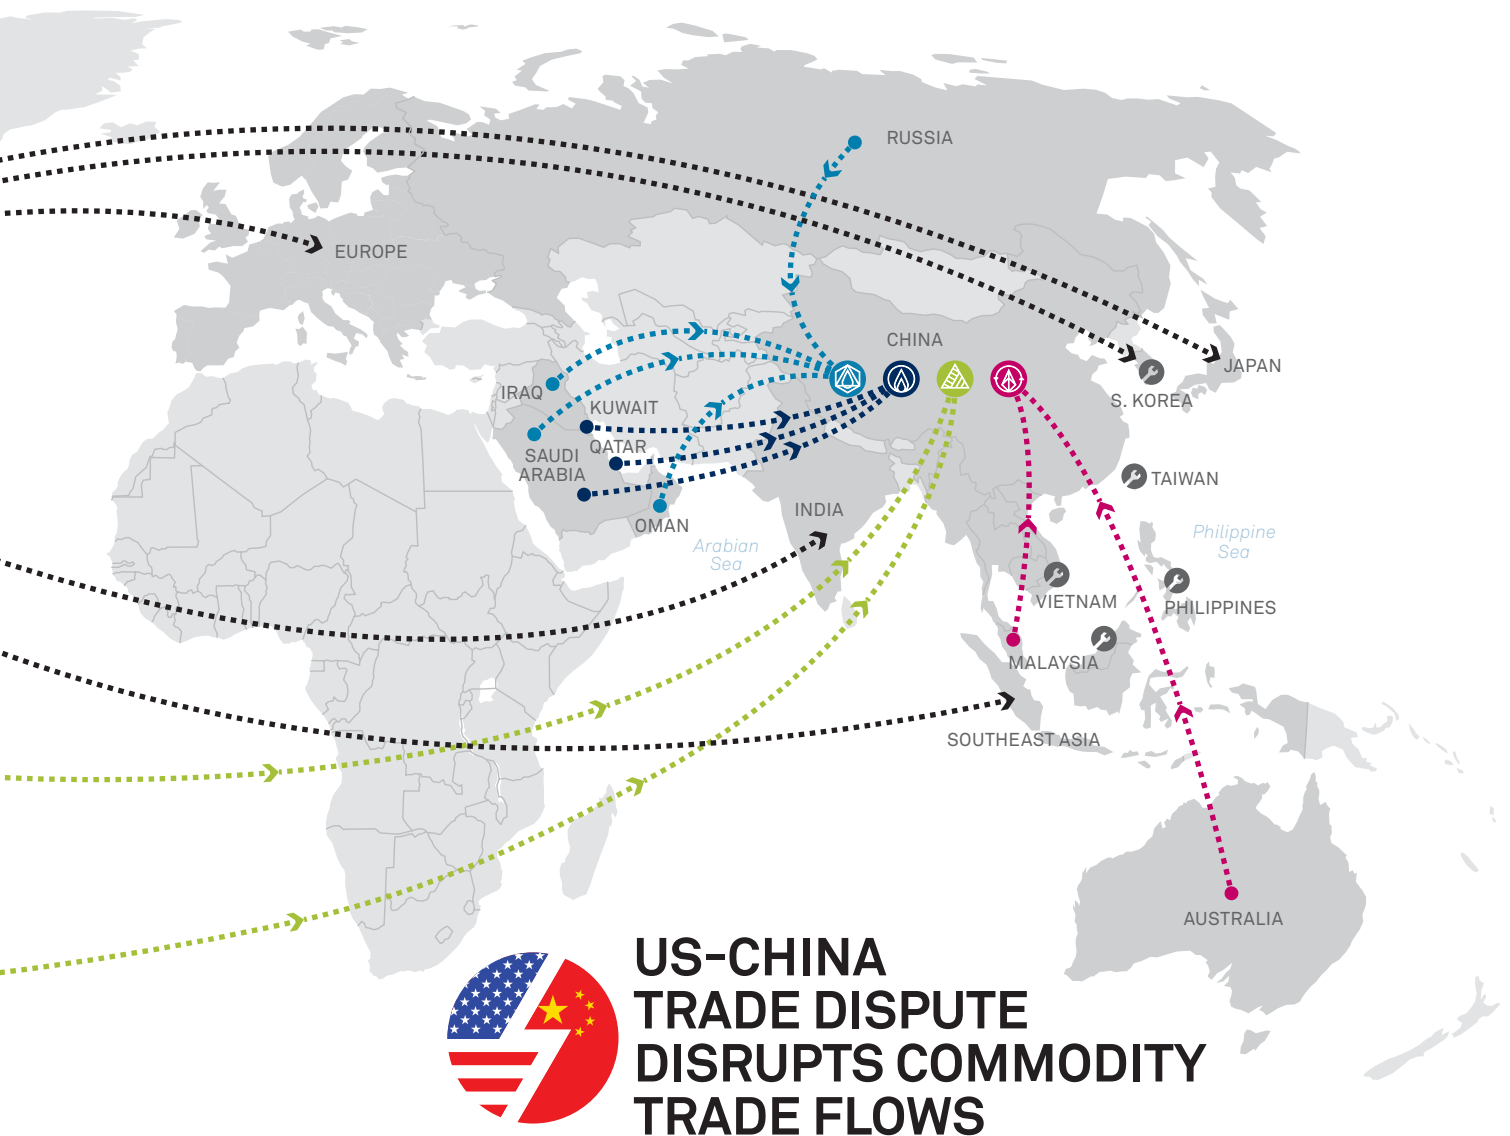 RUSSIA
EUROPE
CHINA
JAPAN
IRAQ
KUWAIT
S. KOREA
QATAR
SAUDI
ARABIA
TAIWAN
INDIA
OMAN
Arabian
Sea
Philippine
Sea
VIETNAM
PHILIPPINES
MALAYSIA
SOUTHEAST ASIA
AUSTRALIA
US-CHINA
TRADE DISPUTE
DISRUPTS COMMODITY
TRADE FLOWS